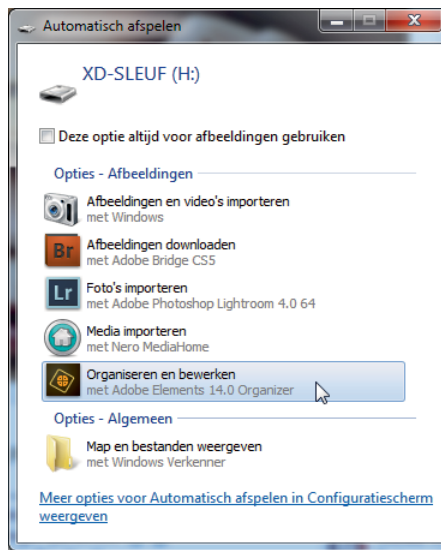 Automatisch afspelen
XD-SLEUF (H:)
Deze optie altijd voor afbeeldingen gebruiken
Opties - Afbeeldingen
Afbeeldingen en video's importeren
met Windows
Br
Afbeeldingen downloaden
met Adobe Bridge CS5
Lr
Foto's importeren
met Adobe Photoshop Lightroom 4.0 64
Media importeren
met Nero MediaHome
Organiseren en bewerken
met Adobe Elements 14.0 Organizer
Opties - Algemeen
Map en bestanden weergeven
met Windows Verkenner
Meer opties voor Automatisch afspelen in Configuratiescherm
weergeven